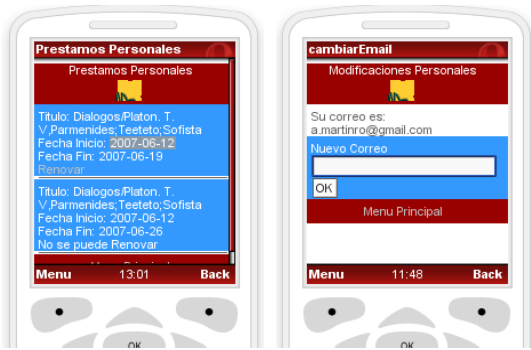 Prestamos Personales
Prestamos Personales
Titulo: Dialogos/Platon. T.
V,Parmenides;Teeteto;Sofista
Fecha Inicio: 2007-06-12
Fecha Fin: 2007-06-19
Renovar
Titulo: Dialogos/Platon. T.
V,Parmenides;Teeteto;Sofista
Fecha Inicio: 2007-06-12
Fecha Fin: 2007-06-26
No se puede Renovar
Menu Principal
Menu 13:01 Back
OK
cambiarEmail
Modificaciones Personales
Su correo es:
a.martinro@gmail.com
Nuevo Correo
OK
Menu Principal
Menu 11:48 Back
OK